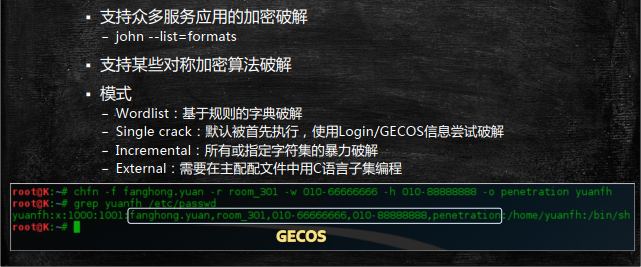 ▪ 支持众多服务应用的加密破解
– john --list=formats
▪ 支持某些对称加密算法破解
▪ 模式
– Wordlist：基于规则的字典破解
– Single crack：默认被首先执行，使用Login/GECOS信息尝试破解
– Incremental：所有或指定字符集的暴力破解
– External：需要在主配配文件中用C语言子集编程
root@K:~# chfn -f fanghong.yuan -r room_301 -w 010-66666666 -h 010-88888888 -o penetration yuanfh
root@K:~# grep yuanfh /etc/passwd
yuanfh:x:1000:1001:fanghong.yuan,room_301,010-66666666,010-88888888,penetration:/home/yuanfh:/bin/sh
root@K:~#
GECOS